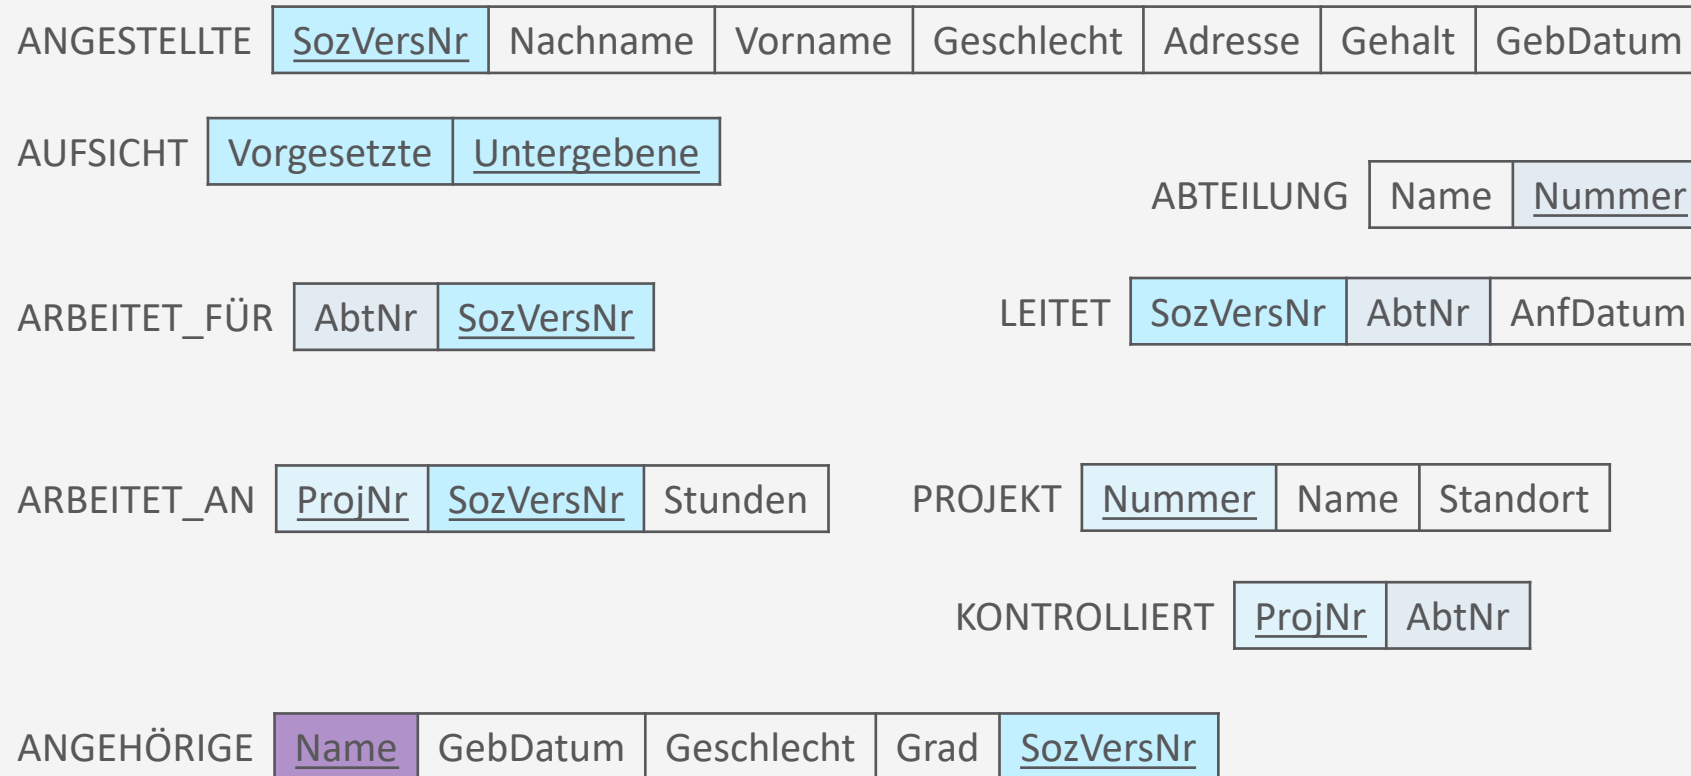 ANGESTELLTE SozVersNr Nachname Vorname Geschlecht Adresse Gehalt GebDatum
AUFSICHT Vorgesetzte Untergebene
ABTEILUNG Name Nummer
ARBEITET_FÜR AbtNr SozVersNr
LEITET SozVersNr AbtNr AnfDatum
ARBEITET_AN ProjNr SozVersNr Stunden
PROJEKT Nummer Name Standort
KONTROLLIERT ProjNr AbtNr
ANGEHÖRIGE Name GebDatum Geschlecht Grad SozVersNr